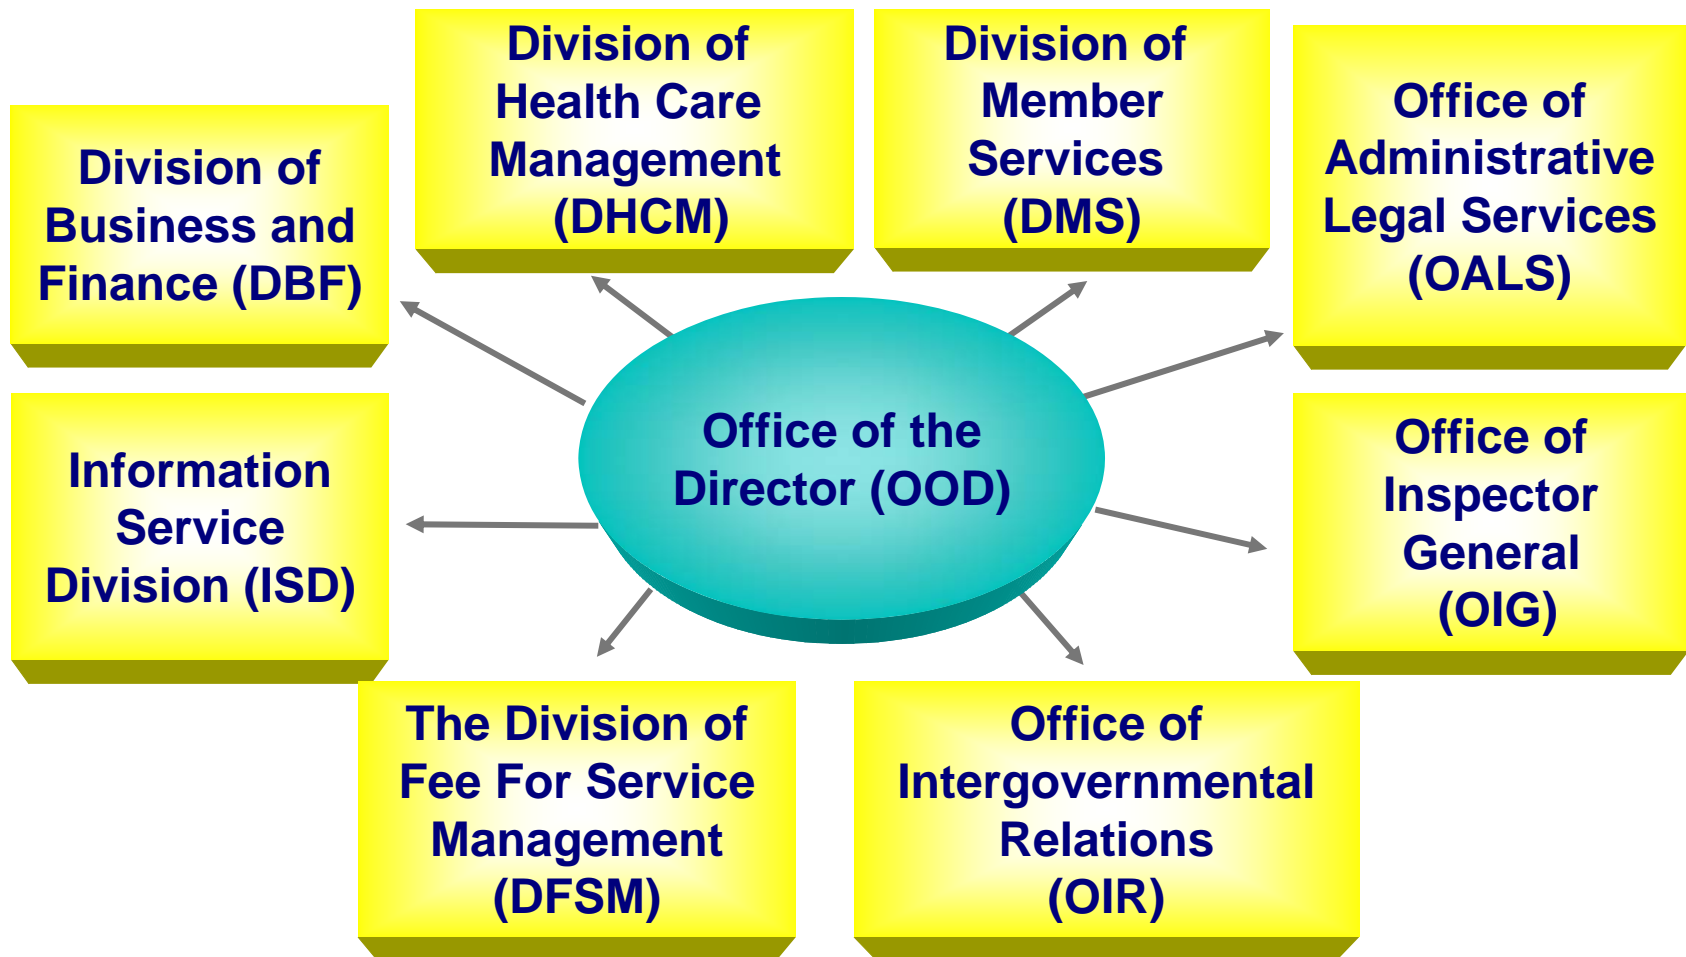 Division of
Health Care
Management
(DHCM)
Division of
Member
Services
(DMS)
Office of
Administrative
Legal Services
(OALS)
Division of
Business and
Finance (DBF)
Office of the
Director (OOD)
Information
Service
Division (ISD)
Office of
Inspector
General
(OIG)
The Division of
Fee For Service
Management
(DFSM)
Office of
Intergovernmental
Relations
(OIR)